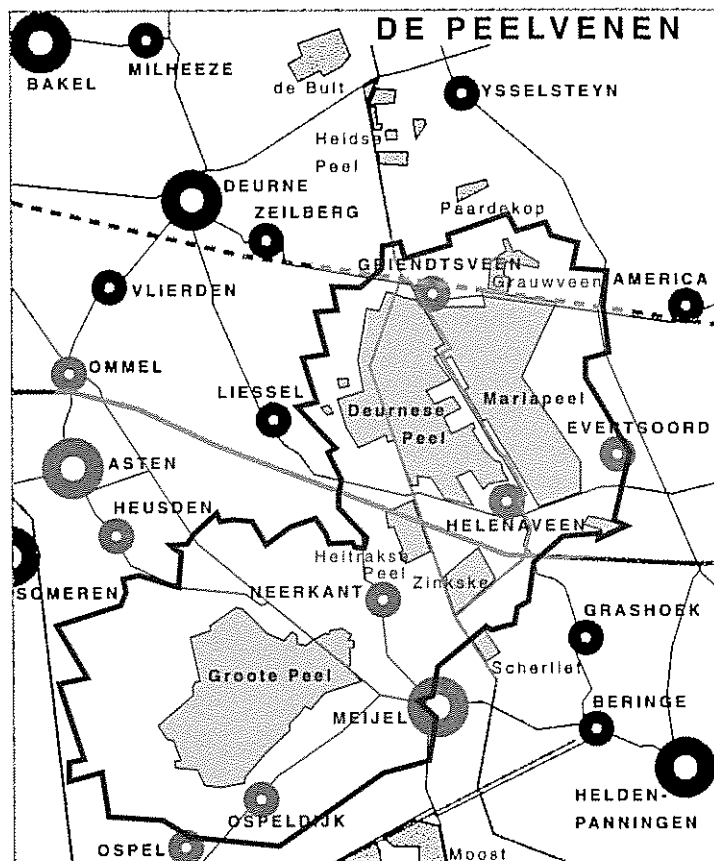 DE PEELVENEN
BAKEL
MILHEEZE
de Bult
YSSELSTEYN
Heidse
Peel
DEURNE
ZEILBERG
Paardekop
GRIENDTSVEEN
Grauwveen
AMERICA
VLIERDEN
OMMEL
LIESSEL
Deurnese
Peel
Mariapeel
EVERTSOORD
ASTEN
HEUSDEN
HELENAVEEN
Heitrakse
Peel
Zinkske
SOMEREN
NEERKANT
GRASHOEK
Scherlief
Groote Peel
MEIJEL
BERINGE
OSPELDIJK
HELDEN-
PANNINGEN
OSPEL
Moost